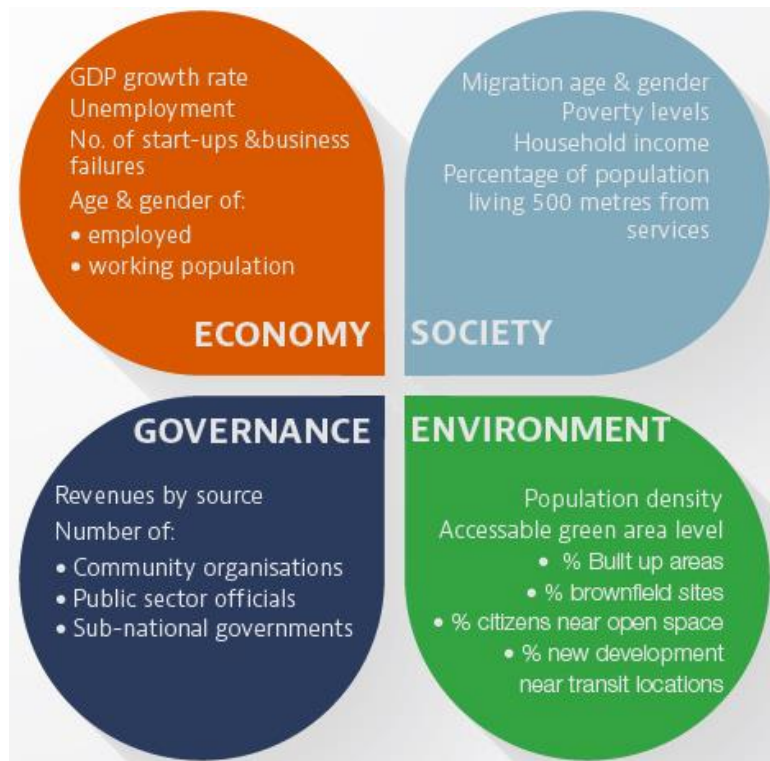 GDP growth rate
Unemployment
No. of start-ups &business
failures
Age & gender of:
• employed
• working population
ECONOMY
Migration age & gender
Poverty levels
Household income
Percentage of population
living 500 metres from
services
SOCIETY
GOVERNANCE
Revenues by source
Number of:
• Community organisations
• Public sector officials
• Sub-national governments
ENVIRONMENT
Population density
Accessable green area level
• % Built up areas
• % brownfield sites
• % citizens near open space
• % new development
near transit locations